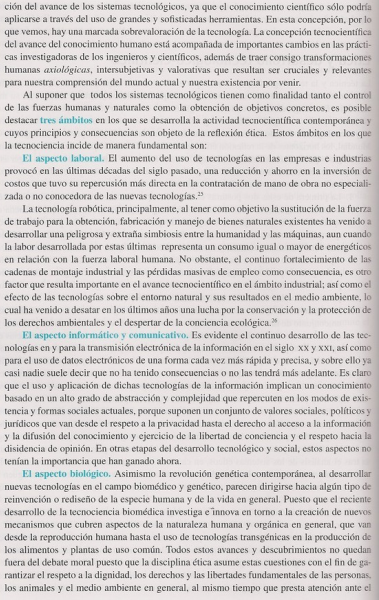 ción del avance de los sistemas tecnológicos, ya que el conocimiento científico sólo podría
aplicarse a través del uso de grandes y sofisticadas herramientas. En esta concepción, por lo
que vemos, hay una marcada sobrevaloración de la tecnología. La concepción tecnocientífica
del avance del conocimiento humano está acompañada de importantes cambios en las prácti-
cas investigadoras de los ingenieros y científicos, además de traer consigo transformaciones
humanas axiológicas, intersubjetivas y valorativas que resultan ser cruciales y relevantes
para nuestra comprensión del mundo actual y nuestra existencia por venir.
Al suponer que todos los sistemas tecnológicos tienen como finalidad tanto el control
de las fuerzas humanas y naturales como la obtención de objetivos concretos, es posible
destacar tres ámbitos en los que se desarrolla la actividad tecnocientífica contemporánea y
cuyos principios y consecuencias son objeto de la reflexión ética. Estos ámbitos en los que
la tecnociencia incide de manera fundamental son:
El aspecto laboral. El aumento del uso de tecnologías en las empresas e industrias
provocó en las últimas décadas del siglo pasado, una reducción y ahorro en la inversión de
costos que tuvo su repercusión más directa en la contratación de mano de obra no especiali-
zada o no conocedora de las nuevas tecnologías.25
La tecnología robótica, principalmente, al tener como objetivo la sustitución de la fuerza
de trabajo para la obtención, fabricación y manejo de bienes naturales existentes ha venido a
desarrollar una peligrosa y extraña simbiosis entre la humanidad y las máquinas, aun cuando
la labor desarrollada por estas últimas representa un consumo igual o mayor de energéticos
en relación con la fuerza laboral humana. No obstante, el continuo fortalecimiento de las
cadenas de montaje industrial y las pérdidas masivas de empleo como consecuencia, es otro
factor que resulta importante en el avance tecnocientífico en el ámbito industrial; así como el
efecto de las tecnologías sobre el entorno natural y sus resultados en el medio ambiente, lo
cual ha venido a desatar en los últimos años una lucha por la conservación y la protección de
los derechos ambientales y el despertar de la conciencia ecológica.26
El aspecto informático y comunicativo. Es evidente el continuo desarrollo de las tec-
nologías en y para la transmisión electrónica de la información en el siglo XX y XXI, así como
para el uso de datos electrónicos de una forma cada vez más rápida y precisa, y sobre ello ya
casi nadie suele decir que no ha tenido consecuencias o no las tendrá más adelante. Es claro
que el uso y aplicación de dichas tecnologías de la información implican un conocimiento
basado en un alto grado de abstracción y complejidad que repercuten en los modos de exis-
tencia y formas sociales actuales, porque suponen un conjunto de valores sociales, políticos y
jurídicos que van desde el respeto a la privacidad hasta el derecho al acceso a la información
y la difusión del conocimiento y ejercicio de la libertad de conciencia y el respeto hacia la
disidencia de opinión. En otras etapas del desarrollo tecnológico y social, estos aspectos no
tenían la importancia que han ganado ahora.
El aspecto biológico. Asimismo la revolución genética contemporánea, al desarrollar
nuevas tecnologías en el campo biomédico y genético, parecen dirigirse hacia algún tipo de
reinvención o rediseño de la especie humana y de la vida en general. Puesto que el reciente
desarrollo de la tecnociencia biomédica investiga e innova en torno a la creación de nuevos
mecanismos que cubren aspectos de la naturaleza humana y orgánica en general, que van
desde la reproducción humana hasta el uso de tecnologías transgénicas en la producción de
los alimentos y plantas de uso común. Todos estos avances y descubrimientos no quedan
fuera del debate moral puesto que la disciplina ética asume estas cuestiones con el fin de ga-
rantizar el respeto a la dignidad, los derechos y las libertades fundamentales de las personas,
los animales y el medio ambiente en general, al mismo tiempo que presta atención ante el